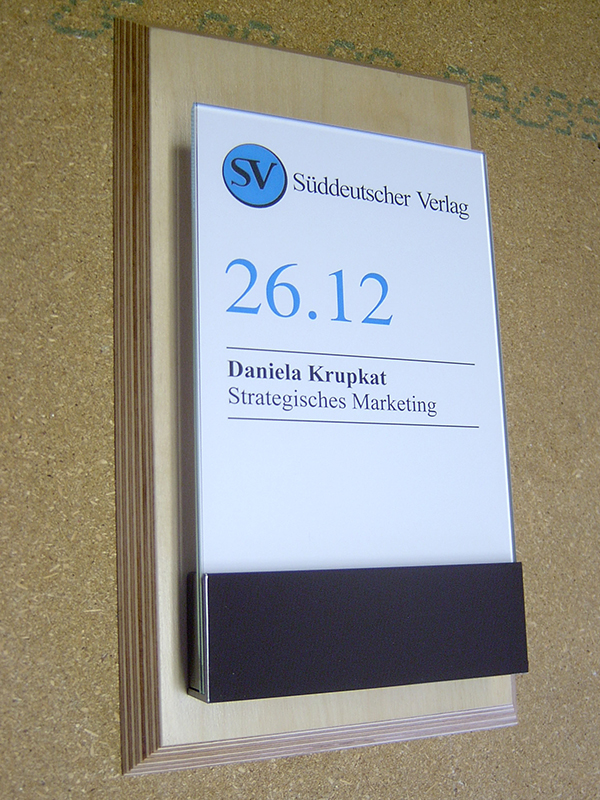 SV Süddeutscher Verlag
26.12
Daniela Krupkat
Strategisches Marketing